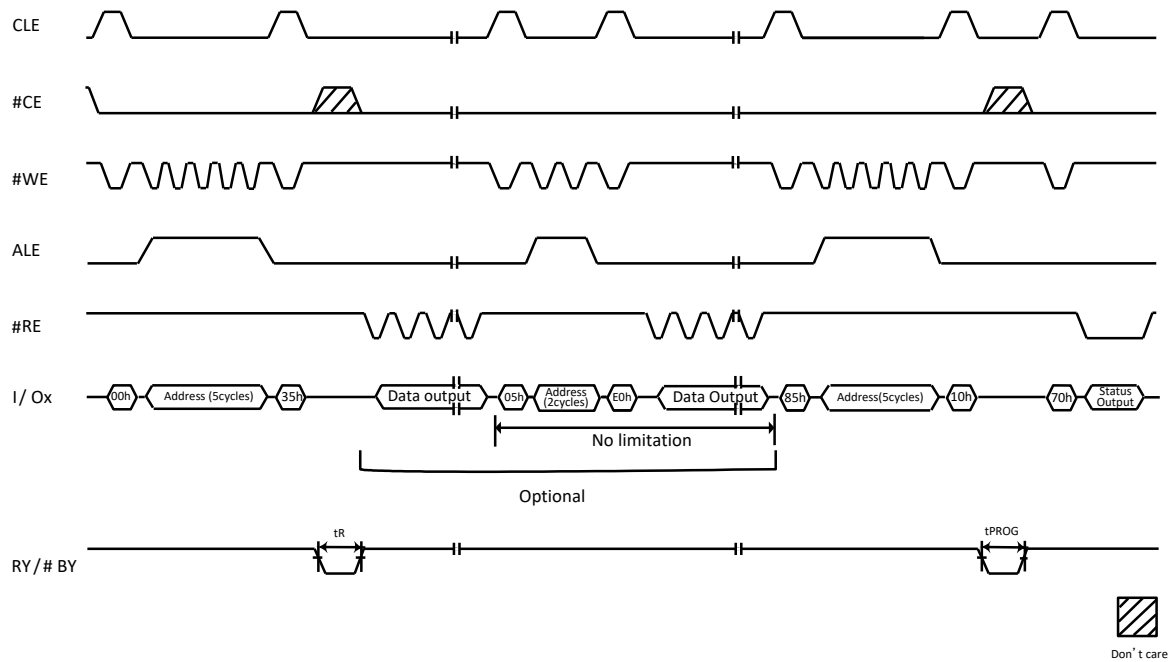 CLE
#CE
#WE
ALE
#RE
I/Ox
00h
Address (5cycles)
35h
Data output
05h
Address
(2cycles)
E0h
Data Output
85h
Address(5cycles)
10h
70h
Status
Output
No limitation
Optional
tR
tPROG
RY/# BY
Don't care